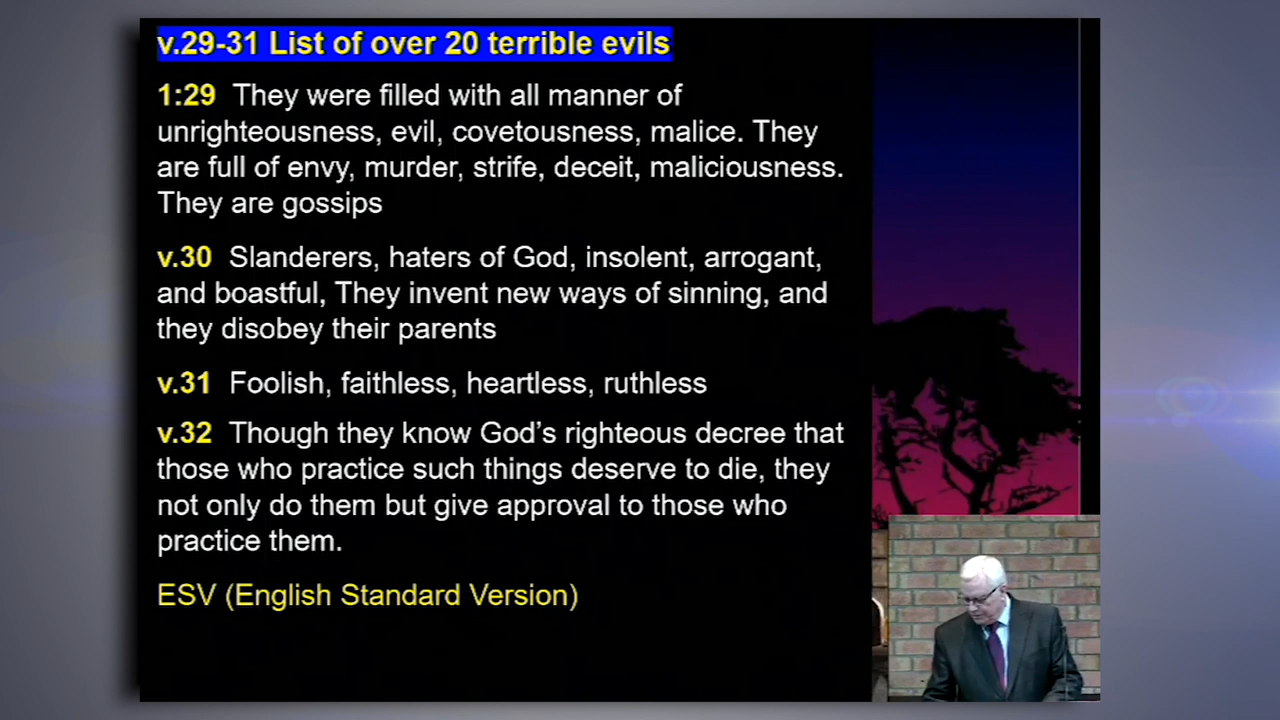 v.29-31 List of over 20 terrible evils
1:29 They were filled with all manner of
unrighteousness, evil, covetousness, malice. They
are full of envy, murder, strife, deceit, maliciousness.
They are gossips
v.30 Slanderers, haters of God, insolent, arrogant,
and boastful, They invent new ways of sinning, and
they disobey their parents
v.31 Foolish, faithless, heartless, ruthless
v.32 Though they know God's righteous decree that
those who practice such things deserve to die, they
not only do them but give approval to those who
practice them.
ESV (English Standard Version)